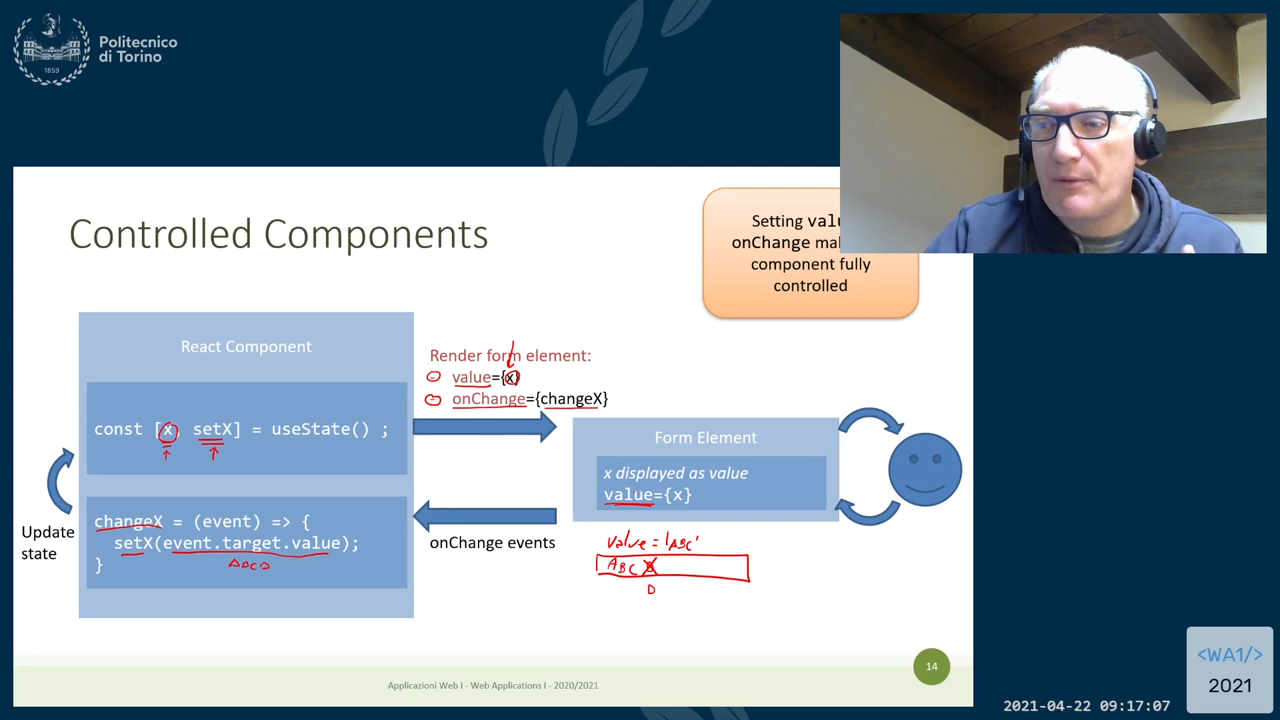 Politecnico
di Torino
1859
Controlled Components
Setting valu
onChange mak
component fully
controlled
React Component
const [x, setX] = useState() ;
changeX = (event) => {
setX(event.target.value);
}
ABCD
Update
state
Render form element:
- value={x}
- onChange={changeX}
onChange events
Form Element
x displayed as value
value={x}
value = 'ABC'
ABC
D
14
Applicazioni Web I - Web Applications I - 2020/2021
<WA1/>
2021
2021-04-22 09:17:07